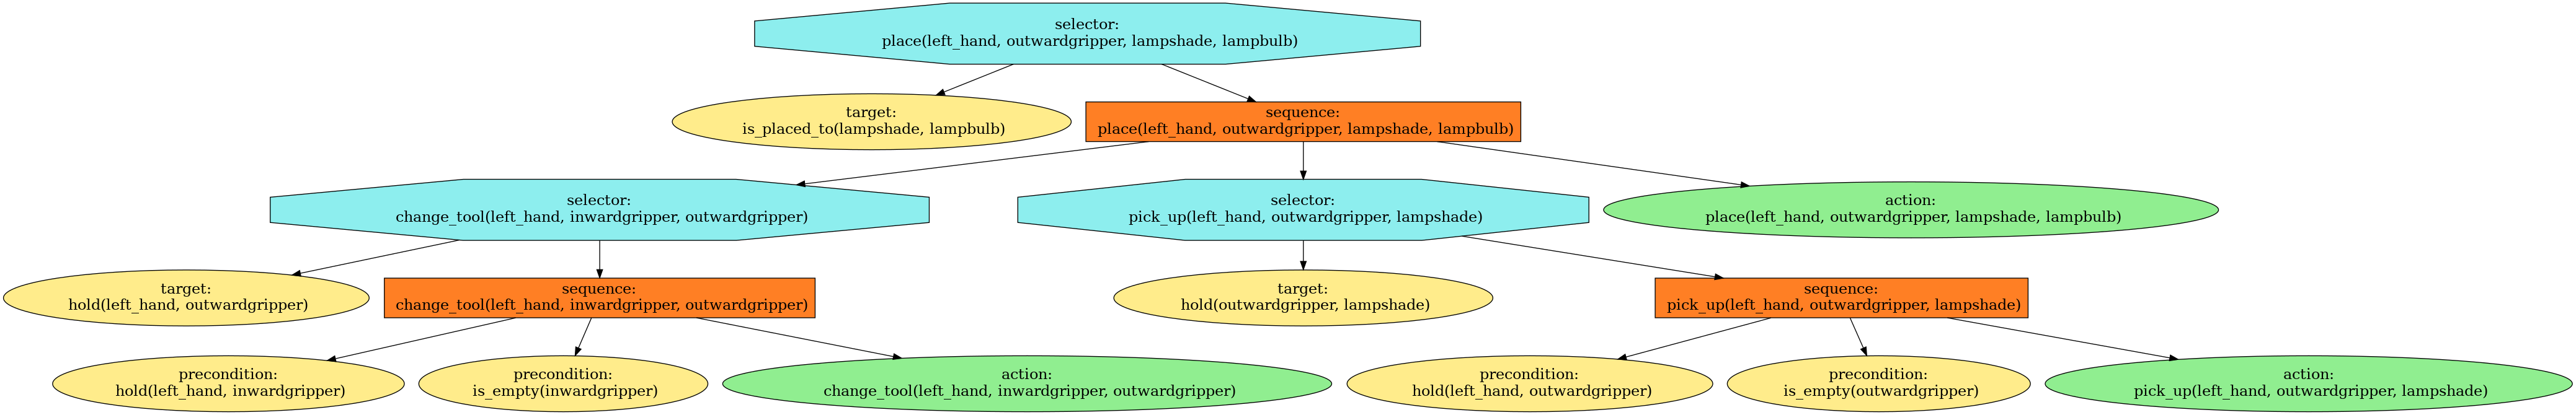 selector:
place(left_hand, outwardgripper, lampshade, lampbulb)
target:
is_placed_to(lampshade, lampbulb)
sequence:
place(left_hand, outwardgripper, lampshade, lampbulb)
selector:
change_tool(left_hand, inwardgripper, outwardgripper)
selector:
pick_up(left_hand, outwardgripper, lampshade)
action:
place(left_hand, outwardgripper, lampshade, lampbulb)
target:
hold(left_hand, outwardgripper)
sequence:
change_tool(left_hand, inwardgripper, outwardgripper)
target:
hold(outwardgripper, lampshade)
sequence:
pick_up(left_hand, outwardgripper, lampshade)
precondition:
hold(left_hand, inwardgripper)
precondition:
is_empty(inwardgripper)
action:
change_tool(left_hand, inwardgripper, outwardgripper)
precondition:
hold(left_hand, outwardgripper)
precondition:
is_empty(outwardgripper)
action:
pick_up(left_hand, outwardgripper, lampshade)